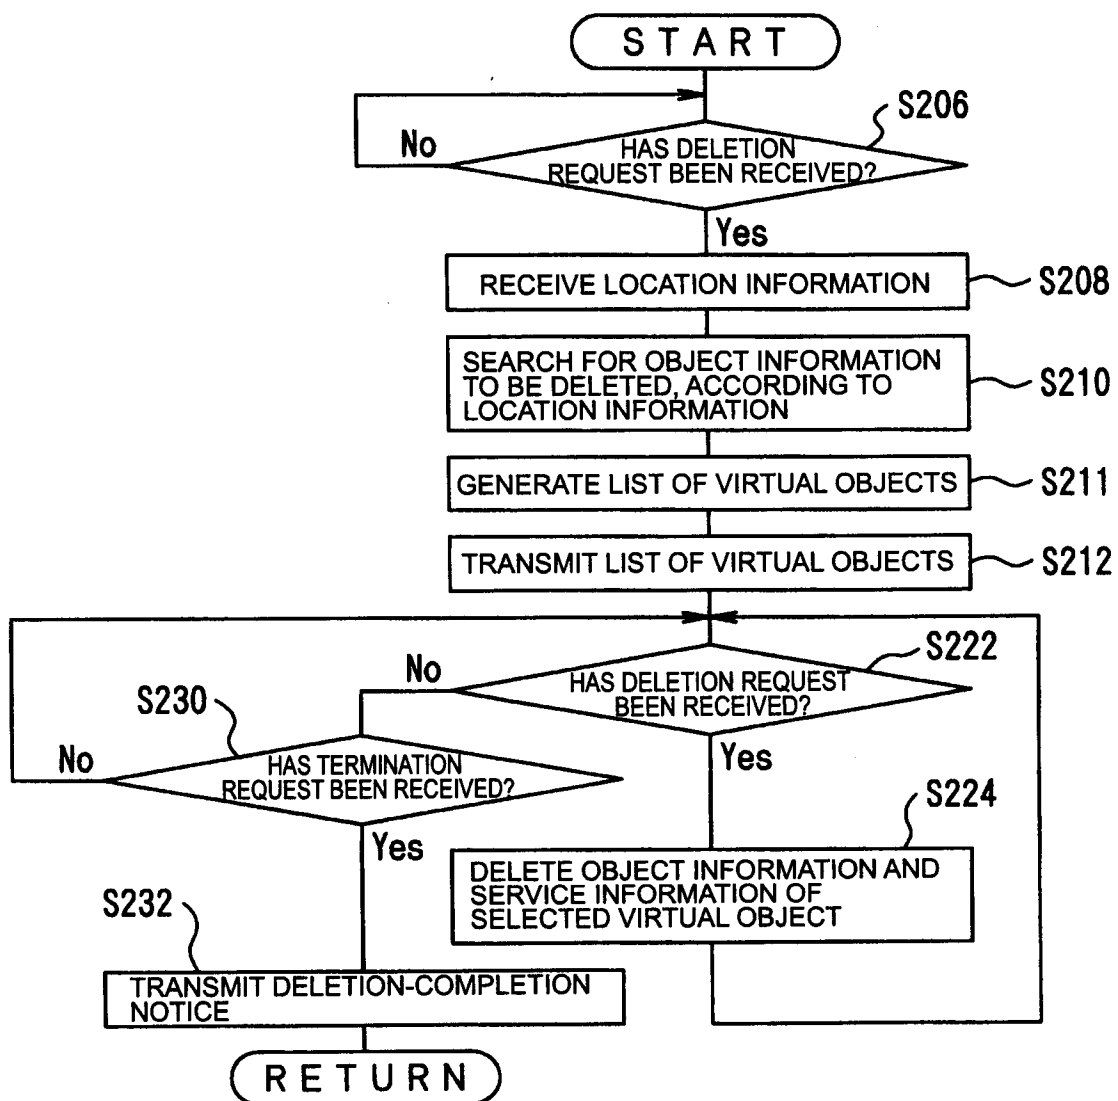 START
S206
No
HAS DELETION
REQUEST BEEN RECEIVED?
Yes
RECEIVE LOCATION INFORMATION
S208
SEARCH FOR OBJECT INFORMATION
TO BE DELETED, ACCORDING TO
LOCATION INFORMATION
S210
GENERATE LIST OF VIRTUAL OBJECTS
S211
TRANSMIT LIST OF VIRTUAL OBJECTS
S212
S222
No
HAS DELETION REQUEST
BEEN RECEIVED?
Yes
S230
No
HAS TERMINATION
REQUEST BEEN RECEIVED?
Yes
S224
DELETE OBJECT INFORMATION AND
SERVICE INFORMATION OF
SELECTED VIRTUAL OBJECT
S232
TRANSMIT DELETION-COMPLETION
NOTICE
RETURN